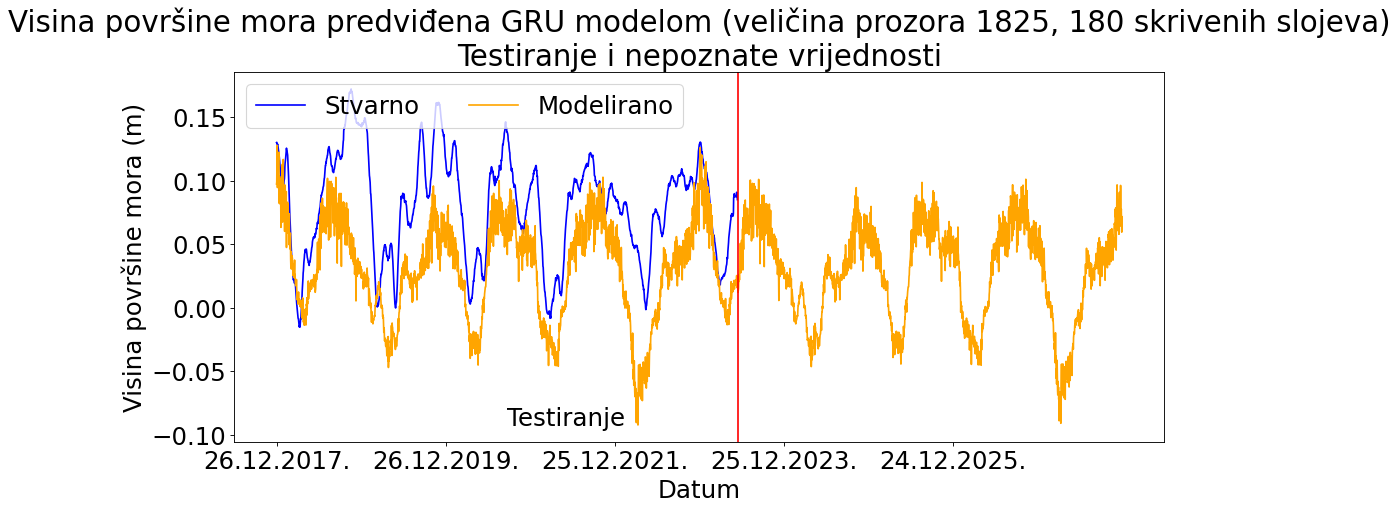 Visina površine mora predviđena GRU modelom (veličina prozora 1825, 180 skrivenih slojeva)
Testiranje i nepoznate vrijednosti
Stvarno Modelirano
Visina površine mora (m)
0.15
0.10
0.05
0.00
−0.05
−0.10
Testiranje
26.12.2017. 26.12.2019. 25.12.2021. 25.12.2023. 24.12.2025.
Datum